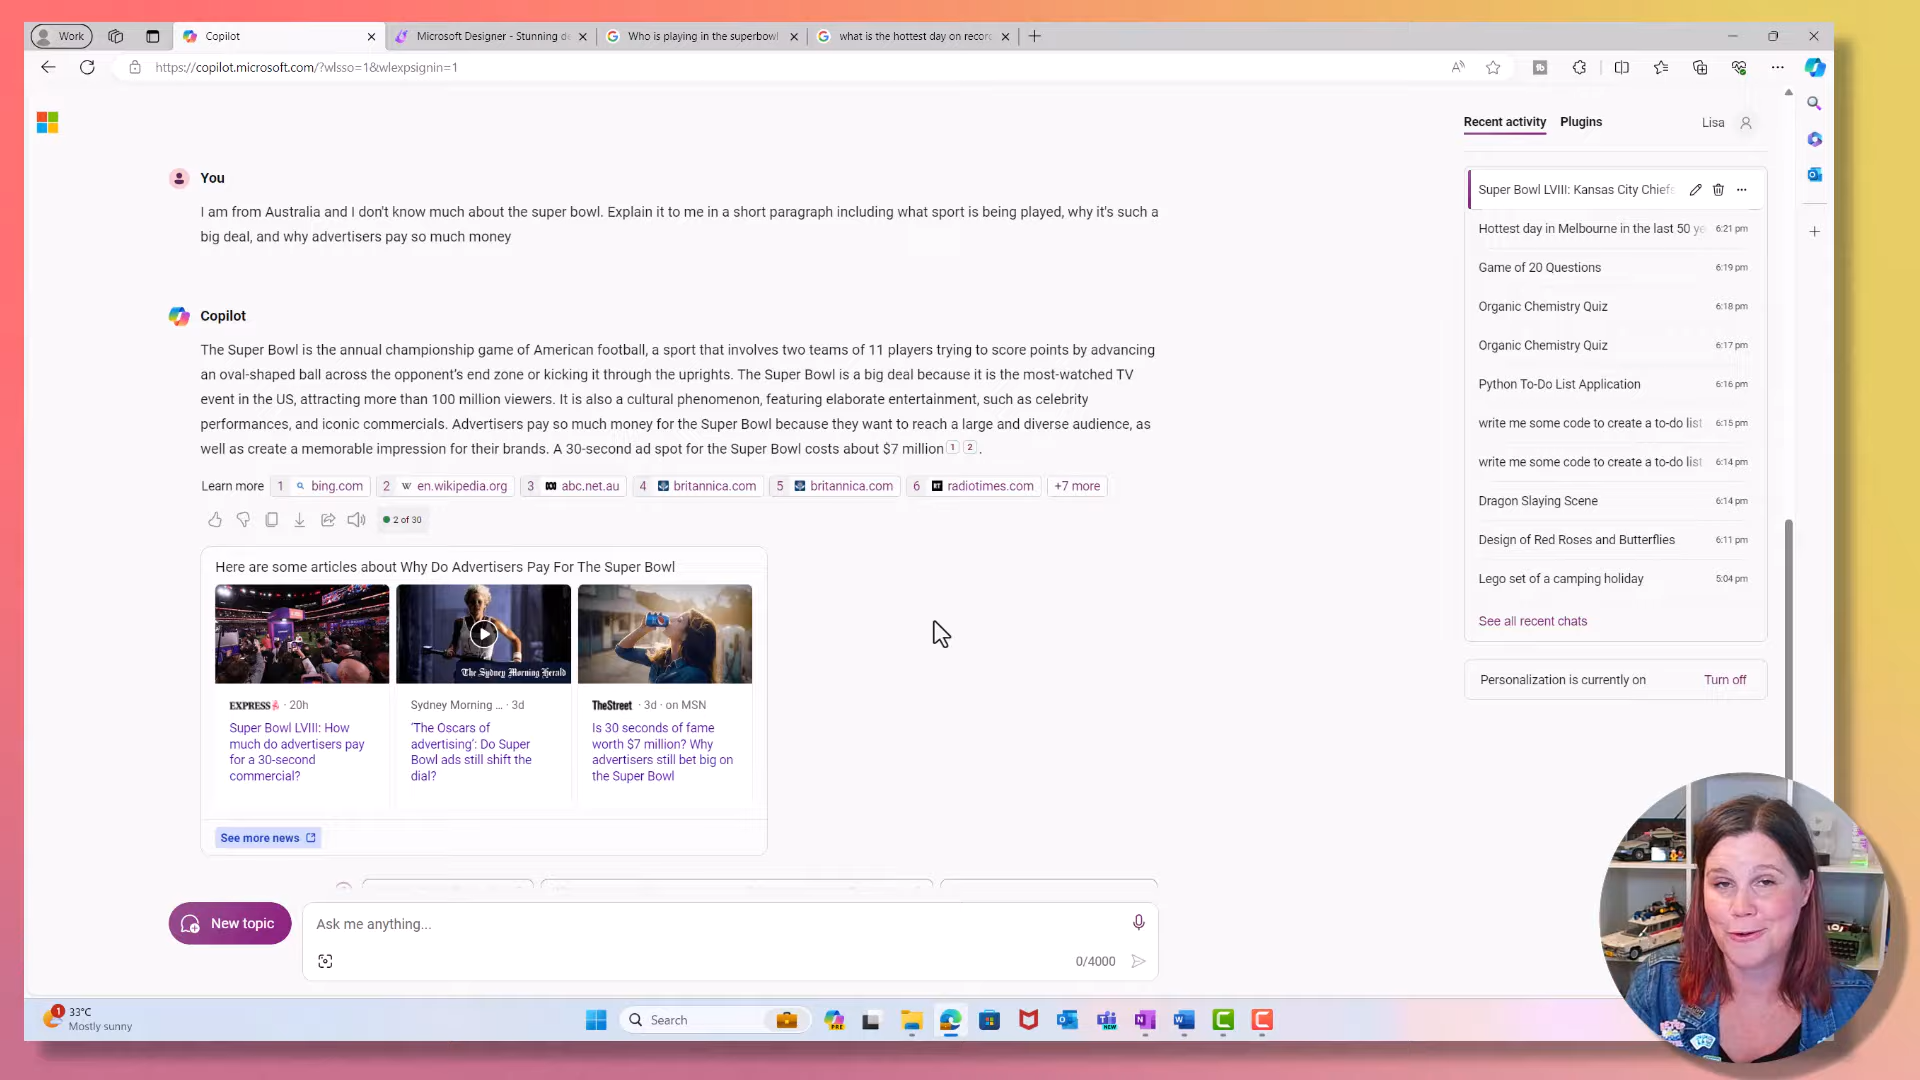 Work
Copilot
Microsoft Designer - Stunning de
Who is playing in the superbowl
what is the hottest day on record
https://copilot.microsoft.com/?wlsso=1&wlexpsignin=1
Recent activity
Plugins
Lisa
You
I am from Australia and I don't know much about the super bowl. Explain it to me in a short paragraph including what sport is being played, why it's such a
big deal, and why advertisers pay so much money
Copilot
The Super Bowl is the annual championship game of American football, a sport that involves two teams of 11 players trying to score points by advancing
an oval-shaped ball across the opponent's end zone or kicking it through the uprights. The Super Bowl is a big deal because it is the most-watched TV
event in the US, attracting more than 100 million viewers. It is also a cultural phenomenon, featuring elaborate entertainment, such as celebrity
performances, and iconic commercials. Advertisers pay so much money for the Super Bowl because they want to reach a large and diverse audience, as
well as create a memorable impression for their brands. A 30-second ad spot for the Super Bowl costs about $7 million 1 2 .
Learn more 1 bing.com 2 W en.wikipedia.org 3 abc.net.au 4 britannica.com 5 britannica.com 6 RT radiotimes.com +7 more
2 of 30
Here are some articles about Why Do Advertisers Pay For The Super Bowl
The Sydney Morning Herald
EXPRESS · 20h
Super Bowl LVIII: How
much do advertisers pay
for a 30-second
commercial?
Sydney Morning ... · 3d
'The Oscars of
advertising': Do Super
Bowl ads still shift the
dial?
TheStreet · 3d · on MSN
Is 30 seconds of fame
worth $7 million? Why
advertisers still bet big on
the Super Bowl
See more news
New topic
Ask me anything...
0/4000
Super Bowl LVIII: Kansas City Chiefs
Hottest day in Melbourne in the last 50 ye 6:21 pm
Game of 20 Questions 6:19 pm
Organic Chemistry Quiz 6:18 pm
Organic Chemistry Quiz 6:17 pm
Python To-Do List Application 6:16 pm
write me some code to create a to-do list 6:15 pm
write me some code to create a to-do list 6:14 pm
Dragon Slaying Scene 6:14 pm
Design of Red Roses and Butterflies 6:11 pm
Lego set of a camping holiday 5:04 pm
See all recent chats
Personalization is currently on Turn off
1
33°C
Mostly sunny
Search
PRE
NEW